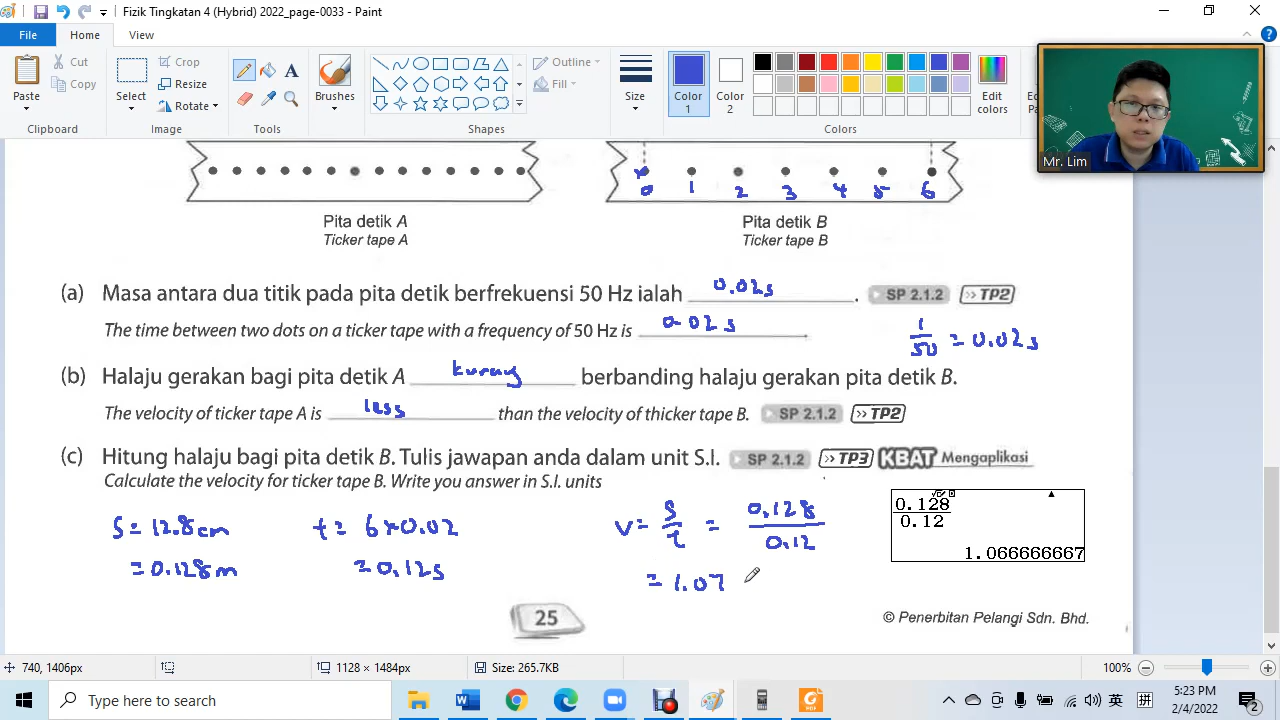 Fizik Tingkatan 4 (Hybrid) 2022_page-0033 - Paint
File Home View
Paste
Cut
Copy
Clipboard
Select
Crop
Resize
Rotate
Image
Tools
Brushes
Outline
Fill
Shapes
Size
Color 1
Color 2
Edit colors
Colors
Mr. Lim
0 1 2 3 4 5 6
Pita detik A
Ticker tape A
Pita detik B
Ticker tape B
(a) Masa antara dua titik pada pita detik berfrekuensi 50 Hz ialah 0.02s . SP 2.1.2 >> TP2
The time between two dots on a ticker tape with a frequency of 50 Hz is 0.02s .
1/50 = 0.02s
(b) Halaju gerakan bagi pita detik A kurang berbanding halaju gerakan pita detik B.
The velocity of ticker tape A is less than the velocity of thicker tape B. SP 2.1.2 >> TP2
(c) Hitung halaju bagi pita detik B. Tulis jawapan anda dalam unit S.I. SP 2.1.2 >> TP3 KBAT Mengaplikasi
Calculate the velocity for ticker tape B. Write you answer in S.I. units
s = 12.8cm
= 0.128m
t = 6×0.02
= 0.12s
v = s/t = 0.128/0.12
= 1.07
0.128
0.12
1.066666667
25
© Penerbitan Pelangi Sdn. Bhd.
740, 1406px
1128 × 1484px
Size: 265.7KB
100%
Type here to search
英
拼
5:23 PM
2/4/2022
2